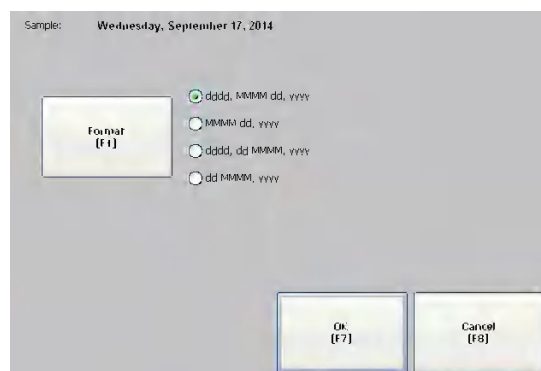 Sample: Wednesday, September 17, 2014
dddd, MMMM dd, yyyy
MMMM dd, yyyy
Format
[F1]
dddd, dd MMMM, yyyy
dd MMMM, yyyy
OK
[F7]
Cancel
[F8]